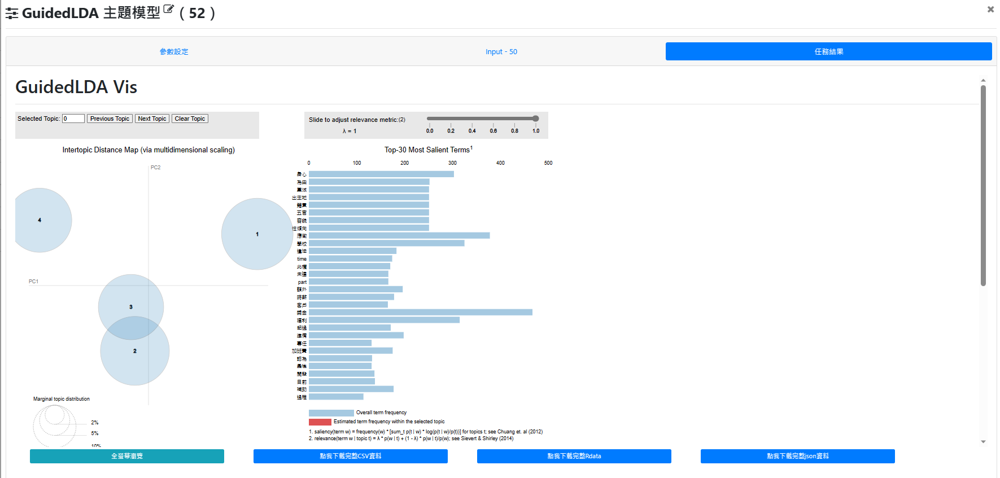 GuidedLDA 主題模型 ( 52 )
參數設定
Input - 50
任務結果
GuidedLDA Vis
Selected Topic: 0 Previous Topic Next Topic Clear Topic
Slide to adjust relevance metric:(2)
λ = 1
0.0 0.2 0.4 0.6 0.8 1.0
Intertopic Distance Map (via multidimensional scaling)
PC2
PC1
4
1
3
2
Marginal topic distribution
2%
5%
10%
Top-30 Most Salient Terms1
0 100 200 300 400 500
身心
為由
黨派
出生地
籍貫
五官
容貌
性傾向
應徵
學校
違法
time
此欄
未達
part
額外
時薪
客戶
獎金
福利
超過
準備
專任
加班費
認為
最後
開發
目前
補助
過程
Overall term frequency
Estimated term frequency within the selected topic
1. saliency(term w) = frequency(w) * [sum_t p(t | w) * log(p(t | w)/p(t))] for topics t; see Chuang et. al (2012)
2. relevance(term w | topic t) = λ * p(w | t) + (1 - λ) * p(w | t)/p(w); see Sievert & Shirley (2014)
全螢幕瀏覽
點我下載完整CSV資料
點我下載完整Rdata
點我下載完整json資料